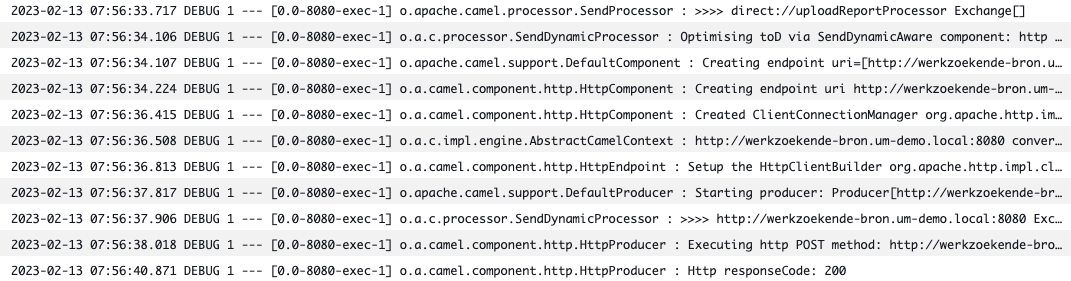 2023-02-13 07:56:33.717 DEBUG 1 --- [0.0-8080-exec-1] o.apache.camel.processor.SendProcessor : >>>> direct://uploadReportProcessor Exchange[]
2023-02-13 07:56:34.106 DEBUG 1 --- [0.0-8080-exec-1] o.a.c.processor.SendDynamicProcessor : Optimising toD via SendDynamicAware component: http …
2023-02-13 07:56:34.107 DEBUG 1 --- [0.0-8080-exec-1] o.apache.camel.support.DefaultComponent : Creating endpoint uri=[http://werkzoekende-bron.u…
2023-02-13 07:56:34.224 DEBUG 1 --- [0.0-8080-exec-1] o.a.camel.component.http.HttpComponent : Creating endpoint uri http://werkzoekende-bron.um-…
2023-02-13 07:56:36.415 DEBUG 1 --- [0.0-8080-exec-1] o.a.camel.component.http.HttpComponent : Created ClientConnectionManager org.apache.http.im…
2023-02-13 07:56:36.508 DEBUG 1 --- [0.0-8080-exec-1] o.a.c.impl.engine.AbstractCamelContext : http://werkzoekende-bron.um-demo.local:8080 conver…
2023-02-13 07:56:36.813 DEBUG 1 --- [0.0-8080-exec-1] o.a.camel.component.http.HttpEndpoint : Setup the HttpClientBuilder org.apache.http.impl.cl…
2023-02-13 07:56:37.817 DEBUG 1 --- [0.0-8080-exec-1] o.apache.camel.support.DefaultProducer : Starting producer: Producer[http://werkzoekende-br…
2023-02-13 07:56:37.906 DEBUG 1 --- [0.0-8080-exec-1] o.a.c.processor.SendDynamicProcessor : >>>> http://werkzoekende-bron.um-demo.local:8080 Exc…
2023-02-13 07:56:38.018 DEBUG 1 --- [0.0-8080-exec-1] o.a.camel.component.http.HttpProducer : Executing http POST method: http://werkzoekende-bro…
2023-02-13 07:56:40.871 DEBUG 1 --- [0.0-8080-exec-1] o.a.camel.component.http.HttpProducer : Http responseCode: 200